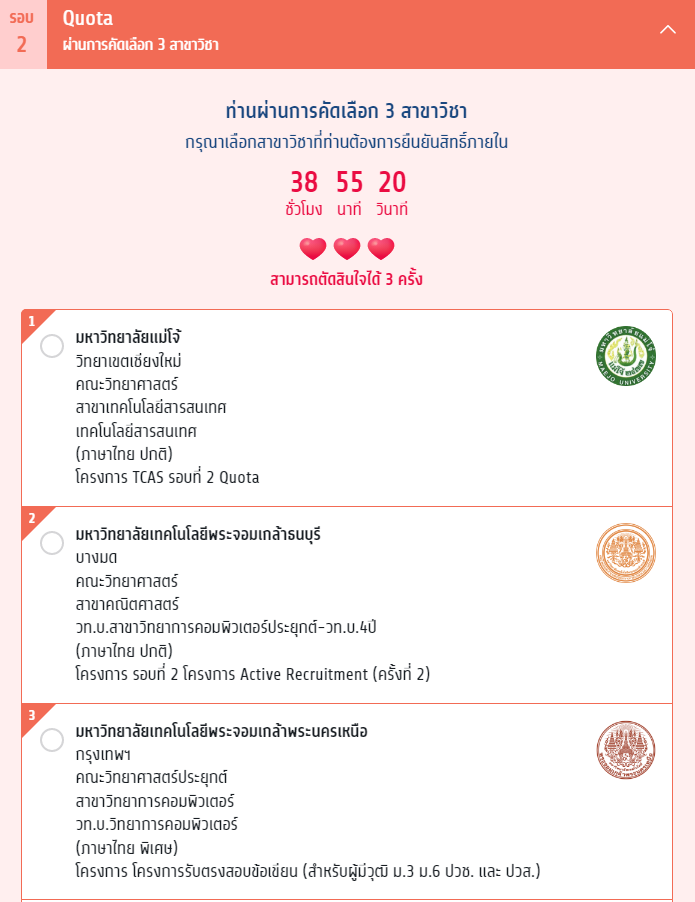 รอบ
2
Quota
ผ่านการคัดเลือก 3 สาขาวิชา
ท่านผ่านการคัดเลือก 3 สาขาวิชา
กรุณาเลือกสาขาวิชาที่ท่านต้องการยืนยันสิทธิ์ภายใน
38 55 20
ชั่วโมง นาที วินาที
สามารถตัดสินใจได้ 3 ครั้ง
1
มหาวิทยาลัยแม่โจ้
วิทยาเขตเชียงใหม่
คณะวิทยาศาสตร์
สาขาเทคโนโลยีสารสนเทศ
เทคโนโลยีสารสนเทศ
(ภาษาไทย ปกติ)
โครงการ TCAS รอบที่ 2 Quota
มหาวิทยาลัยแม่โจ้
MAEJO UNIVERSITY
2
มหาวิทยาลัยเทคโนโลยีพระจอมเกล้าธนบุรี
บางมด
คณะวิทยาศาสตร์
สาขาคณิตศาสตร์
วท.บ.สาขาวิทยาการคอมพิวเตอร์ประยุกต์-วท.บ.4ปี
(ภาษาไทย ปกติ)
โครงการ รอบที่ 2 โครงการ Active Recruitment (ครั้งที่ 2)
3
มหาวิทยาลัยเทคโนโลยีพระจอมเกล้าพระนครเหนือ
กรุงเทพฯ
คณะวิทยาศาสตร์ประยุกต์
สาขาวิทยาการคอมพิวเตอร์
วท.บ.วิทยาการคอมพิวเตอร์
(ภาษาไทย พิเศษ)
โครงการ โครงการรับตรงสอบข้อเขียน (สำหรับผู้มีวุฒิ ม.3 ม.6 ปวช. และ ปวส.)